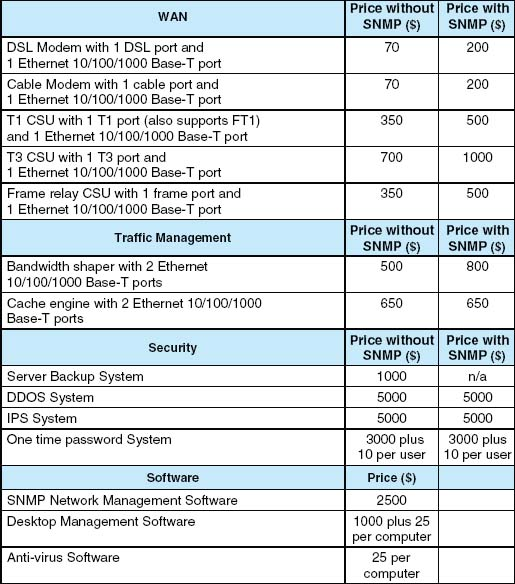 WAN Price without SNMP ($) Price with SNMP ($)
DSL Modem with 1 DSL port and
1 Ethernet 10/100/1000 Base-T port 70 200
Cable Modem with 1 cable port and
1 Ethernet 10/100/1000 Base-T port 70 200
T1 CSU with 1 T1 port (also supports FT1)
and 1 Ethernet 10/100/1000 Base-T port 350 500
T3 CSU with 1 T3 port and
1 Ethernet 10/100/1000 Base-T port 700 1000
Frame relay CSU with 1 frame port and
1 Ethernet 10/100/1000 Base-T port 350 500
Traffic Management Price without SNMP ($) Price with SNMP ($)
Bandwidth shaper with 2 Ethernet
10/100/1000 Base-T ports 500 800
Cache engine with 2 Ethernet 10/100/1000
Base-T ports 650 650
Security Price without SNMP ($) Price with SNMP ($)
Server Backup System 1000 n/a
DDOS System 5000 5000
IPS System 5000 5000
One time password System 3000 plus 10 per user 3000 plus 10 per user
Software Price ($)
SNMP Network Management Software 2500
Desktop Management Software 1000 plus 25 per computer
Anti-virus Software 25 per computer